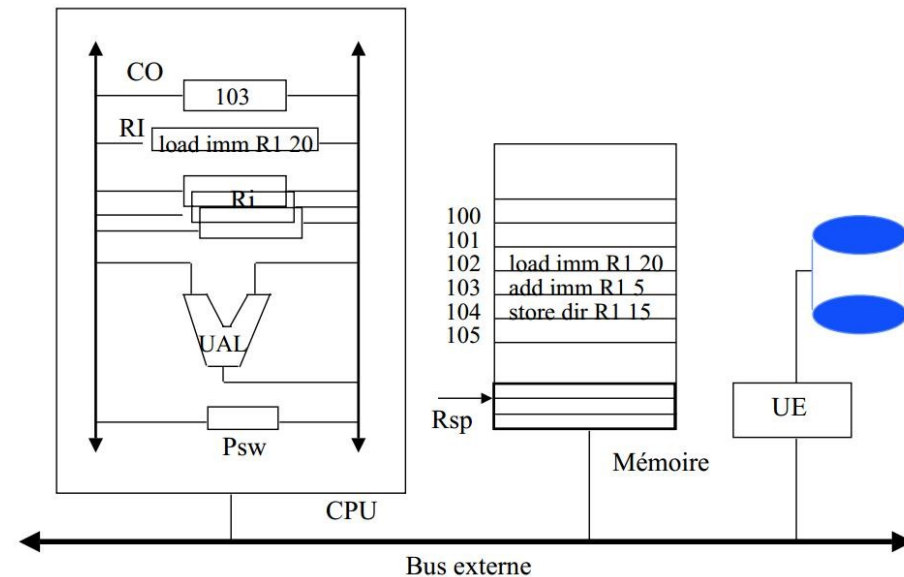 CO
103
RI
load imm R1 20
Ri
UAL
Psw
CPU
100
101
102 load imm R1 20
103 add imm R1 5
104 store dir R1 15
105
Rsp
Mémoire
UE
Bus externe